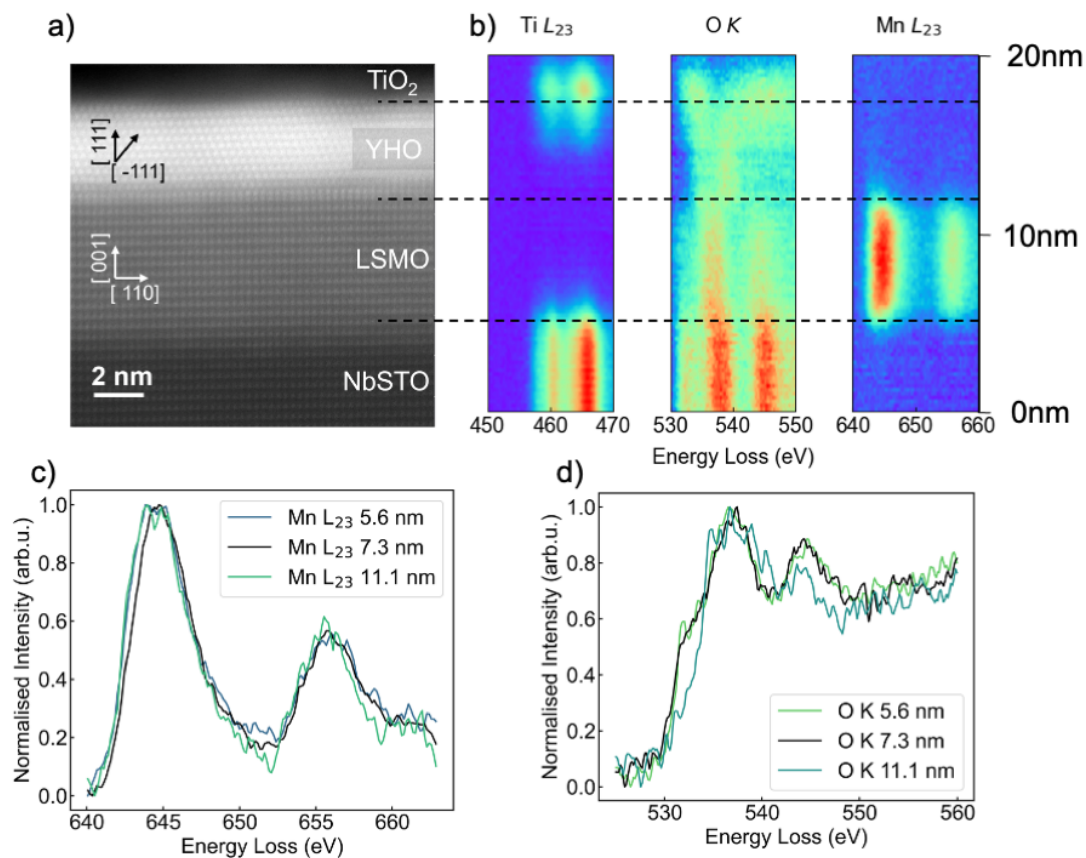 a)
TiO₂
YHO
LSMO
NbSTO
[111]
[ -111]
[001]
[ 110]
2 nm
b)
Ti L₂₃
O K
Mn L₂₃
20nm
10nm
0nm
450 460 470
530 540 550
640 650 660
Energy Loss (eV)
c)
Normalised Intensity (arb.u.)
1.0
0.8
0.6
0.4
0.2
0.0
640 645 650 655 660
Energy Loss (eV)
Mn L₂₃ 5.6 nm
Mn L₂₃ 7.3 nm
Mn L₂₃ 11.1 nm
d)
Normalised Intensity (arb.u.)
1.0
0.8
0.6
0.4
0.2
0.0
530 540 550 560
Energy Loss (eV)
O K 5.6 nm
O K 7.3 nm
O K 11.1 nm